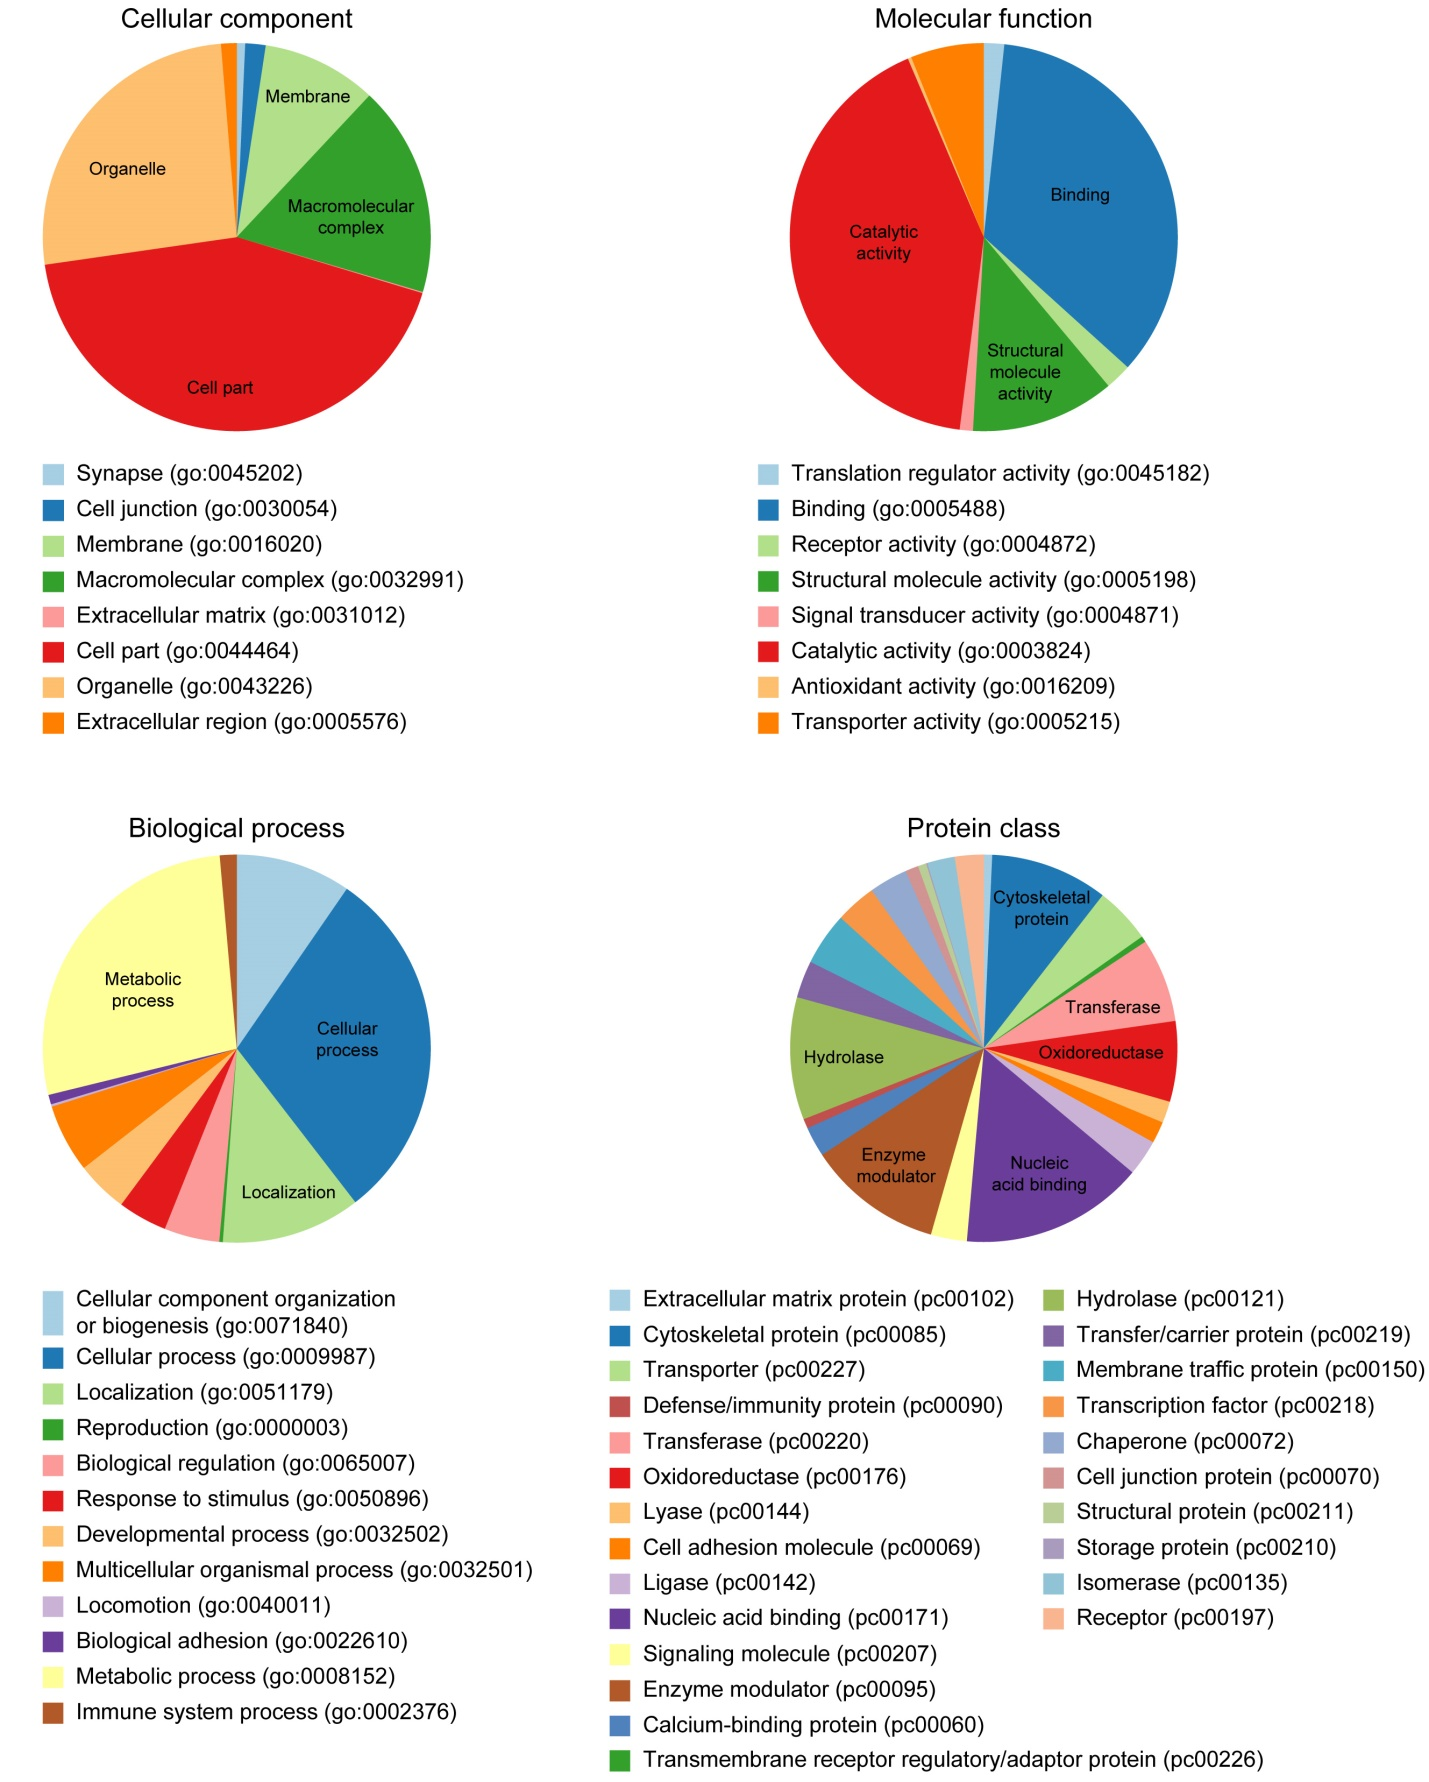 Cellular component
Membrane
Organelle
Macromolecular
complex
Cell part
Synapse (go:0045202)
Cell junction (go:0030054)
Membrane (go:0016020)
Macromolecular complex (go:0032991)
Extracellular matrix (go:0031012)
Cell part (go:0044464)
Organelle (go:0043226)
Extracellular region (go:0005576)
Molecular function
Binding
Catalytic
activity
Structural
molecule
activity
Translation regulator activity (go:0045182)
Binding (go:0005488)
Receptor activity (go:0004872)
Structural molecule activity (go:0005198)
Signal transducer activity (go:0004871)
Catalytic activity (go:0003824)
Antioxidant activity (go:0016209)
Transporter activity (go:0005215)
Biological process
Metabolic
process
Cellular
process
Localization
Cellular component organization
or biogenesis (go:0071840)
Cellular process (go:0009987)
Localization (go:0051179)
Reproduction (go:0000003)
Biological regulation (go:0065007)
Response to stimulus (go:0050896)
Developmental process (go:0032502)
Multicellular organismal process (go:0032501)
Locomotion (go:0040011)
Biological adhesion (go:0022610)
Metabolic process (go:0008152)
Immune system process (go:0002376)
Protein class
Cytoskeletal
protein
Transferase
Oxidoreductase
Hydrolase
Enzyme
modulator
Nucleic
acid binding
Extracellular matrix protein (pc00102)
Cytoskeletal protein (pc00085)
Transporter (pc00227)
Defense/immunity protein (pc00090)
Transferase (pc00220)
Oxidoreductase (pc00176)
Lyase (pc00144)
Cell adhesion molecule (pc00069)
Ligase (pc00142)
Nucleic acid binding (pc00171)
Signaling molecule (pc00207)
Enzyme modulator (pc00095)
Calcium-binding protein (pc00060)
Transmembrane receptor regulatory/adaptor protein (pc00226)
Hydrolase (pc00121)
Transfer/carrier protein (pc00219)
Membrane traffic protein (pc00150)
Transcription factor (pc00218)
Chaperone (pc00072)
Cell junction protein (pc00070)
Structural protein (pc00211)
Storage protein (pc00210)
Isomerase (pc00135)
Receptor (pc00197)